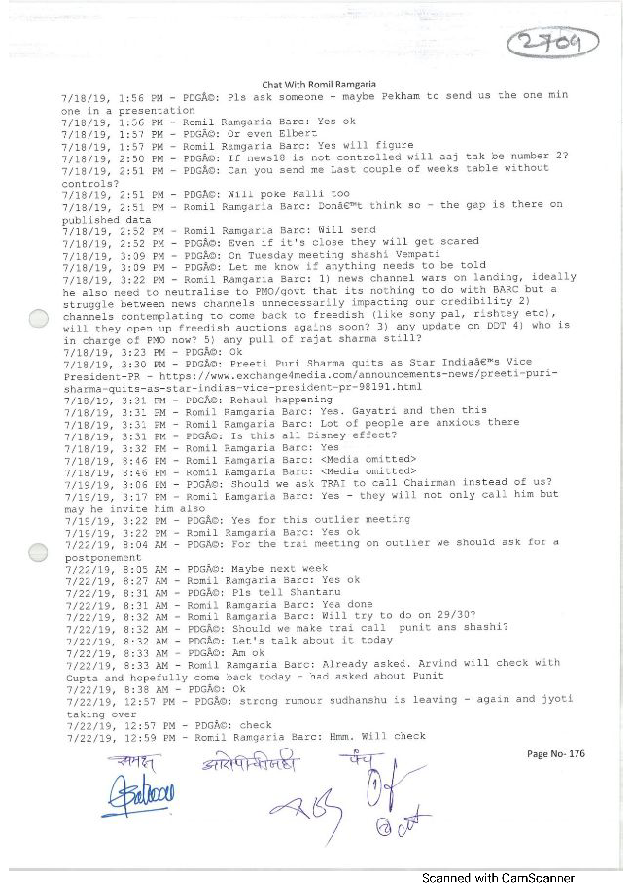 2709
Chat With Romil Ramgaria
7/18/19, 1:56 PM - PDGÂ©: Pls ask someone - maybe Pekham to send us the one min
one in a presentation
7/18/19, 1:56 PM - Romil Ramgaria Barc: Yes ok
7/18/19, 1:57 PM - PDGÂ©: Or even Elbert
7/18/19, 1:57 PM - Romil Ramgaria Barc: Yes will figure
7/18/19, 2:50 PM - PDGÂ©: If news18 is not controlled will aaj tak be number 2?
7/18/19, 2:51 PM - PDGÂ©: Can you send me last couple of weeks table without
controls?
7/18/19, 2:51 PM - PDGÂ©: Will poke Kalli too
7/18/19, 2:51 PM - Romil Ramgaria Barc: Donâ€™t think so - the gap is there on
published data
7/18/19, 2:52 PM - Romil Ramgaria Barc: Will send
7/18/19, 2:52 PM - PDGÂ©: Even if it's close they will get scared
7/18/19, 3:09 PM - PDGÂ©: On Tuesday meeting shashi Vempati
7/18/19, 3:09 PM - PDGÂ©: Let me know if anything needs to be told
7/18/19, 3:22 PM - Romil Ramgaria Barc: 1) news channel wars on landing, ideally
he also need to neutralise to PMO/govt that its nothing to do with BARC but a
struggle between news channels unnecessarily impacting our credibility 2)
channels contemplating to come back to freedish (like sony pal, rishtey etc),
will they open up freedish auctions agains soon? 3) any update on DDT 4) who is
in charge of PMO now? 5) any pull of rajat sharma still?
7/18/19, 3:23 PM - PDGÂ©: Ok
7/18/19, 3:30 PM - PDGÂ©: Preeti Puri Sharma quits as Star Indiaâ€™s Vice
President-PR - https://www.exchange4media.com/announcements-news/preeti-puri-
sharma-quits-as-star-indias-vice-president-pr-98191.html
7/18/19, 3:31 PM - PDGÂ©: Rehaul happening
7/18/19, 3:31 PM - Romil Ramgaria Barc: Yes. Gayatri and then this
7/18/19, 3:31 PM - Romil Ramgaria Barc: Lot of people are anxious there
7/18/19, 3:31 PM - PDGÂ©: Is this all Disney effect?
7/18/19, 3:32 PM - Romil Ramgaria Barc: Yes
7/18/19, 8:46 PM - Romil Ramgaria Barc: <Media omitted>
7/18/19, 8:46 PM - Romil Ramgaria Barc: <Media omitted>
7/19/19, 3:06 PM - PDGÂ©: Should we ask TRAI to call Chairman instead of us?
7/19/19, 3:17 PM - Romil Ramgaria Barc: Yes - they will not only call him but
may he invite him also
7/19/19, 3:22 PM - PDGÂ©: Yes for this outlier meeting
7/19/19, 3:22 PM - Romil Ramgaria Barc: Yes ok
7/22/19, 8:04 AM - PDGÂ©: For the trai meeting on outlier we should ask for a
postponement
7/22/19, 8:05 AM - PDGÂ©: Maybe next week
7/22/19, 8:27 AM - Romil Ramgaria Barc: Yes ok
7/22/19, 8:31 AM - PDGÂ©: Pls tell Shantanu
7/22/19, 8:31 AM - Romil Ramgaria Barc: Yea done
7/22/19, 8:32 AM - Romil Ramgaria Barc: Will try to do on 29/30?
7/22/19, 8:32 AM - PDGÂ©: Should we make trai call punit ans shashi?
7/22/19, 8:32 AM - PDGÂ©: Let's talk about it today
7/22/19, 8:33 AM - PDGÂ©: Am ok
7/22/19, 8:33 AM - Romil Ramgaria Barc: Already asked. Arvind will check with
Gupta and hopefully come back today - had asked about Punit
7/22/19, 8:38 AM - PDGÂ©: Ok
7/22/19, 12:57 PM - PDGÂ©: strong rumour sudhanshu is leaving - again and jyoti
taking over
7/22/19, 12:57 PM - PDGÂ©: check
7/22/19, 12:59 PM - Romil Ramgaria Barc: Hmm. Will check
Page No- 176
समक्ष
पंच
Scanned with CamScanner